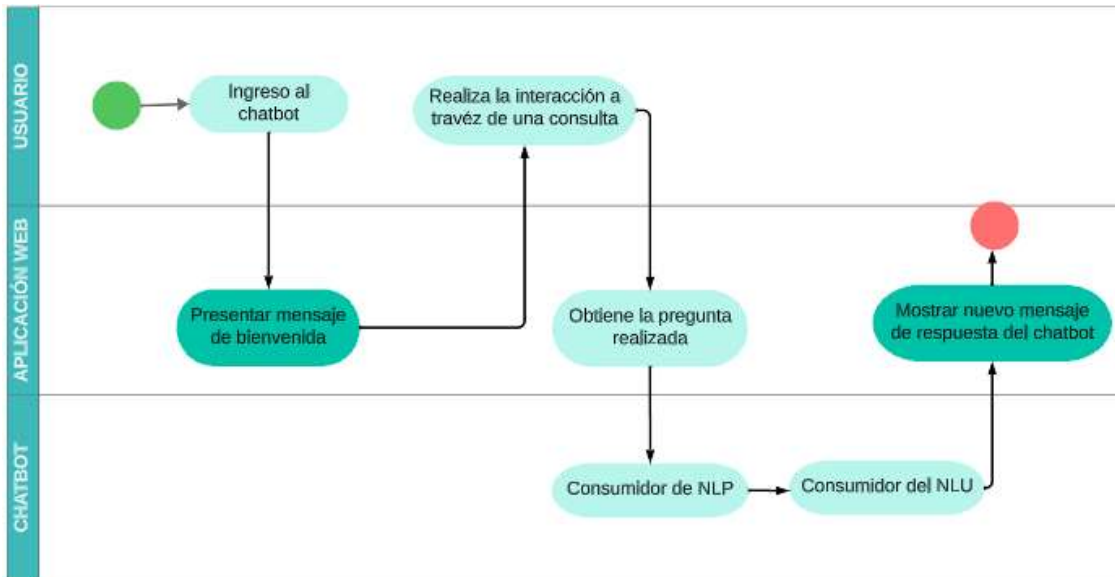 USUARIO
Ingreso al
chatbot
Realiza la interacción a
travéz de una consulta
APLICACIÓN WEB
Presentar mensaje
de bienvenida
Obtiene la pregunta
realizada
Mostrar nuevo mensaje
de respuesta del chatbot
CHATBOT
Consumidor de NLP
Consumidor del NLU